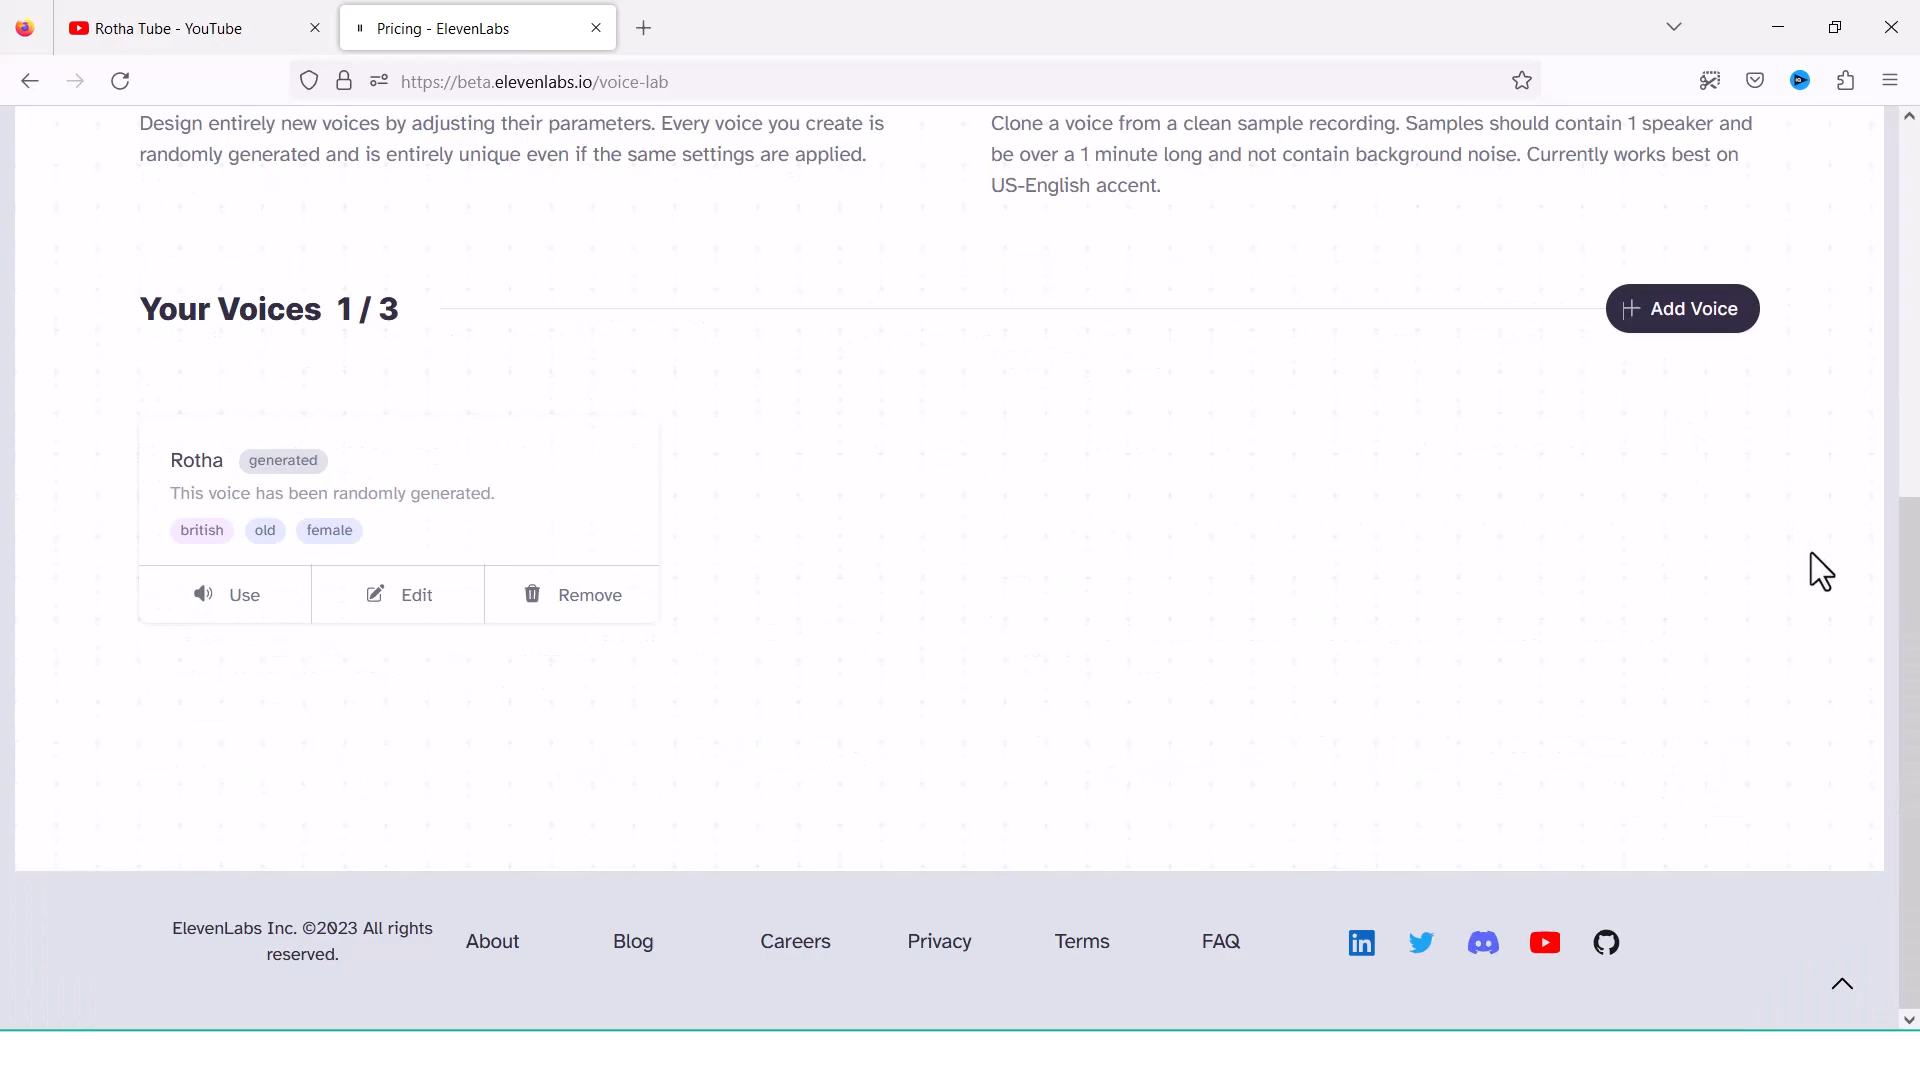 Rotha Tube - YouTube
Pricing - ElevenLabs
https://beta.elevenlabs.io/voice-lab
Design entirely new voices by adjusting their parameters. Every voice you create is
randomly generated and is entirely unique even if the same settings are applied.
Clone a voice from a clean sample recording. Samples should contain 1 speaker and
be over a 1 minute long and not contain background noise. Currently works best on
US-English accent.
Your Voices 1 / 3
Add Voice
Rotha generated
This voice has been randomly generated.
british old female
Use Edit Remove
ElevenLabs Inc. ©2023 All rights
reserved.
About Blog Careers Privacy Terms FAQ